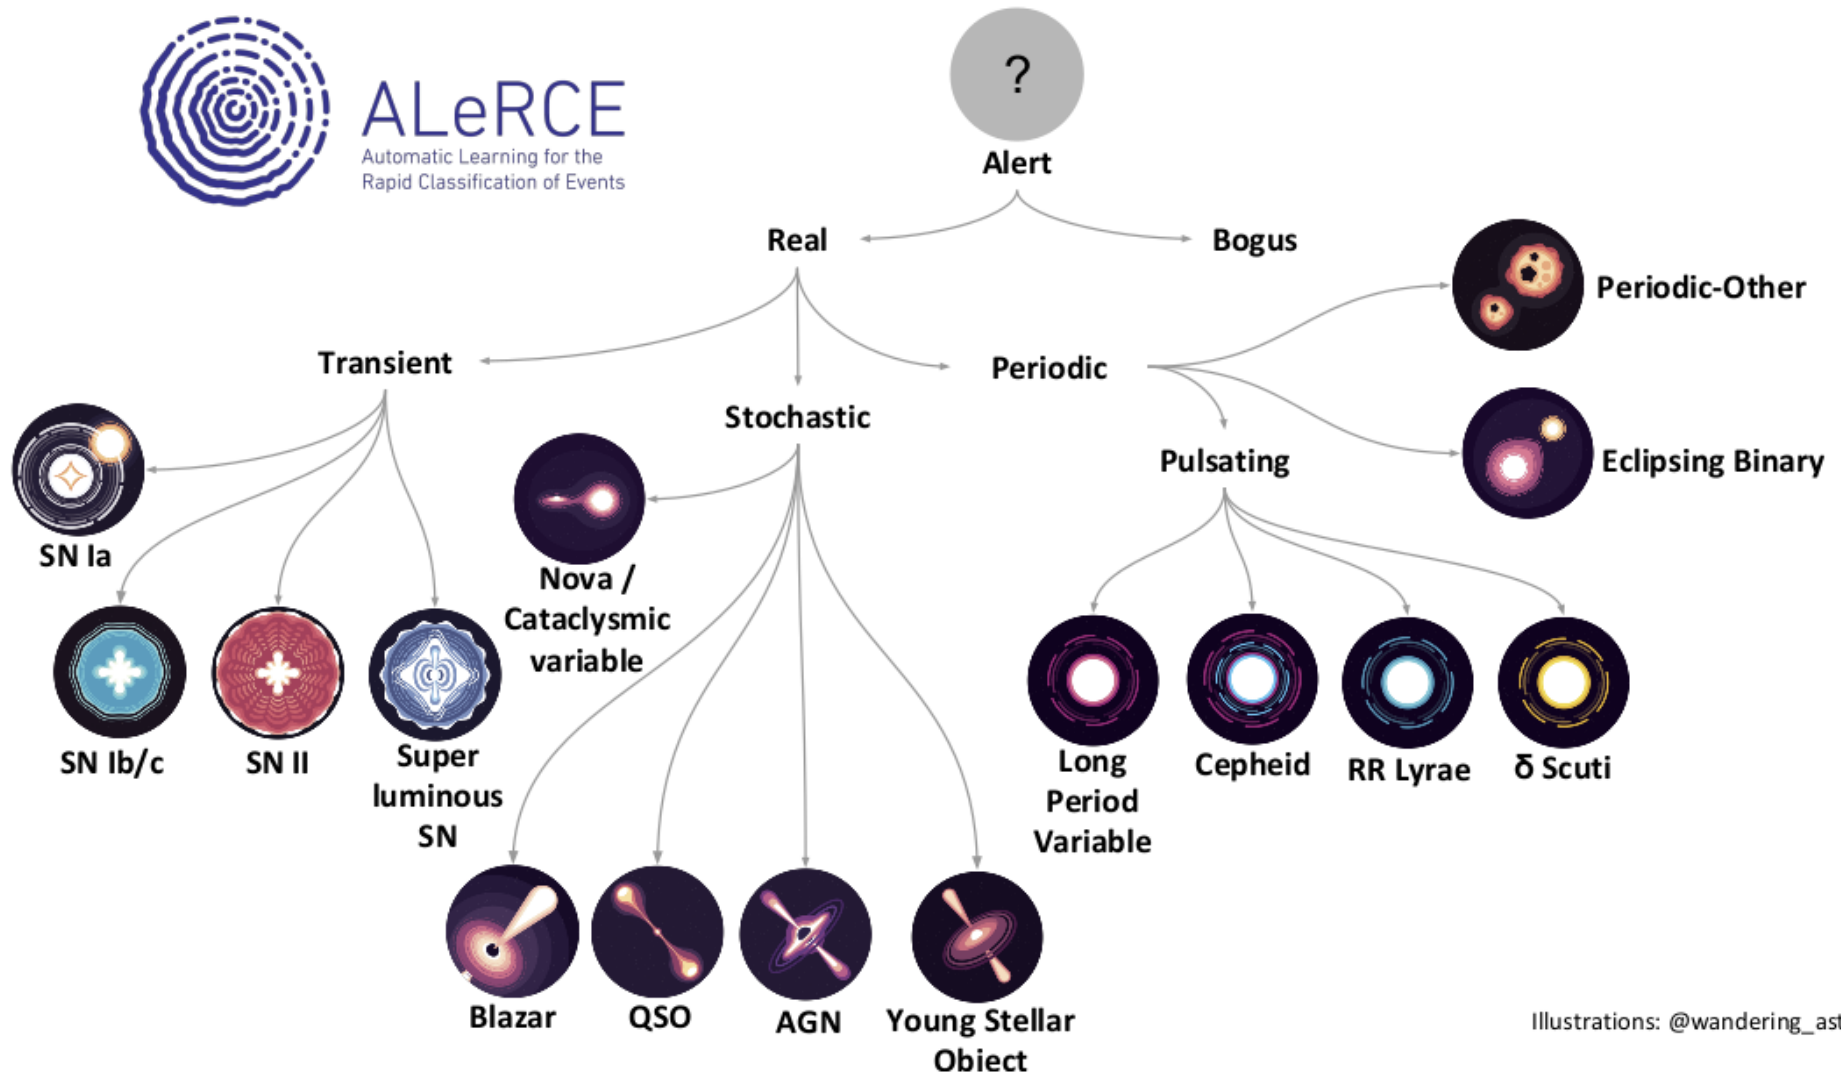 ALeRCE
Automatic Learning for the
Rapid Classification of Events
?
Alert
Real
Bogus
Periodic-Other
Transient
Periodic
Stochastic
Pulsating
Eclipsing Binary
SN Ia
Nova /
Cataclysmic
variable
SN Ib/c
SN II
Super
luminous
SN
Long
Period
Variable
Cepheid
RR Lyrae
δ Scuti
Blazar
QSO
AGN
Young Stellar
Object
Illustrations: @wandering_ast